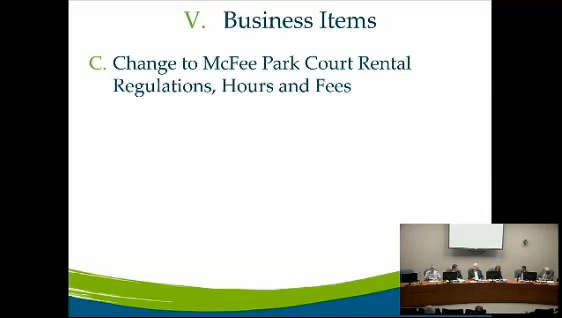 V. Business Items
C. Change to McFee Park Court Rental
Regulations, Hours and Fees